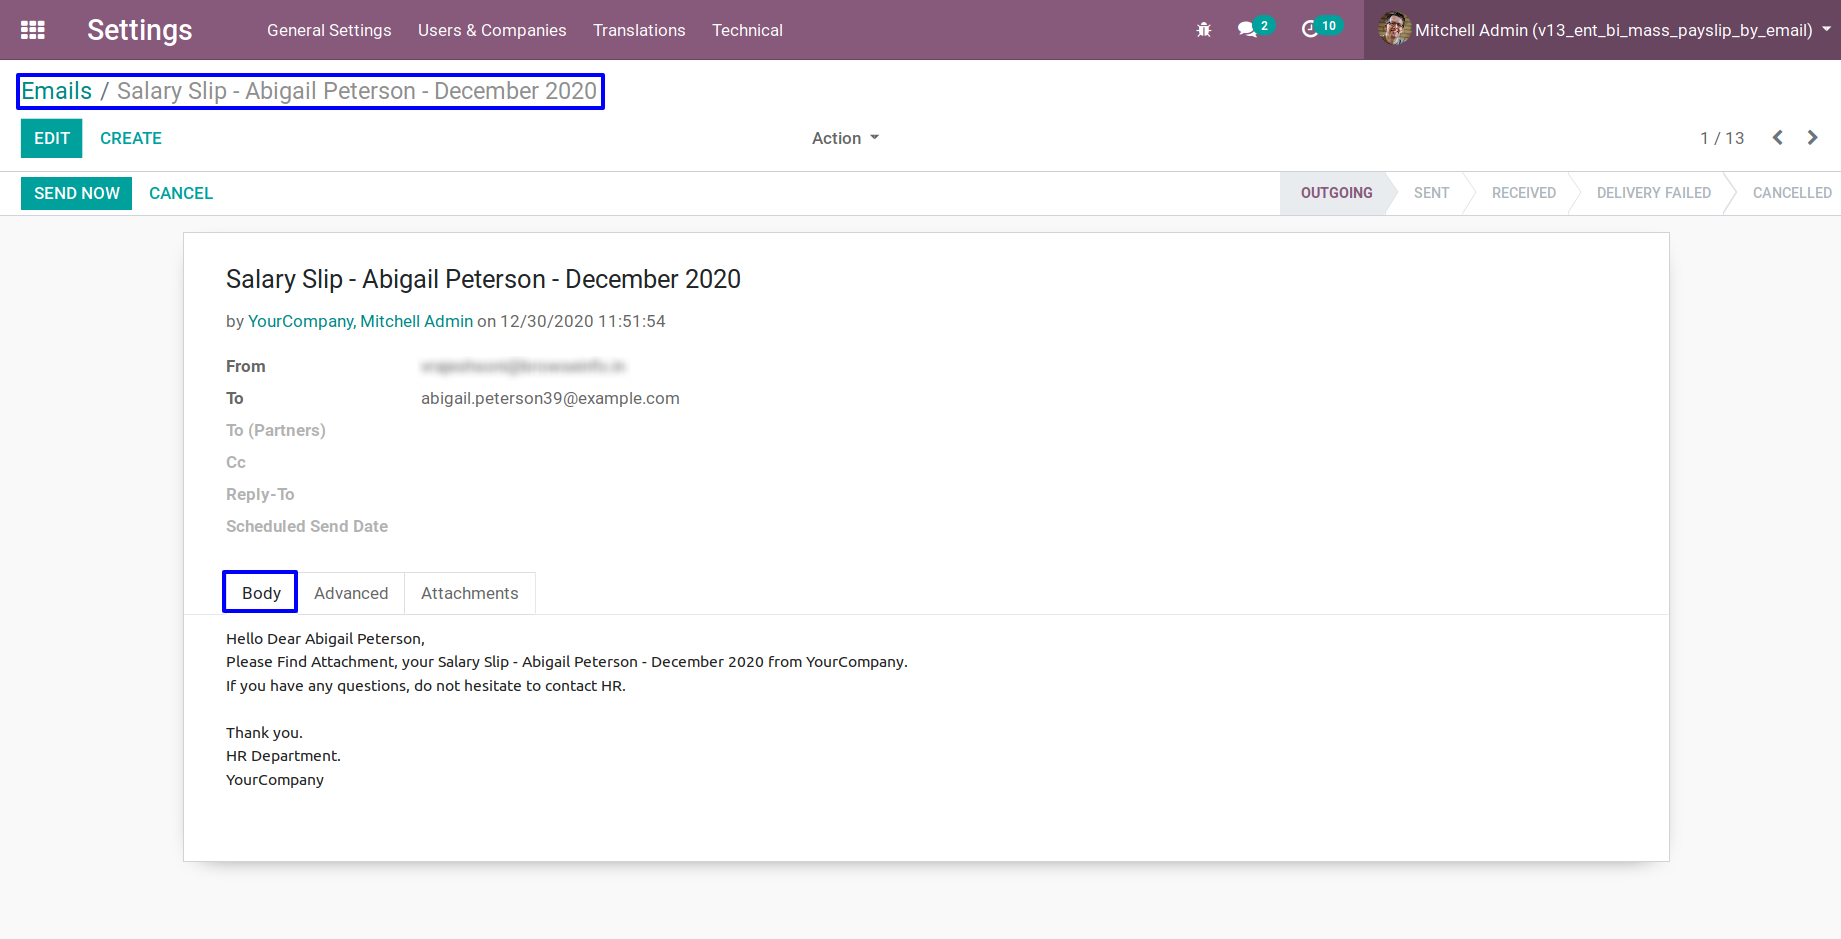 Settings General Settings Users & Companies Translations Technical 2 10 Mitchell Admin (v13_ent_bi_mass_payslip_by_email)
Emails / Salary Slip - Abigail Peterson - December 2020
EDIT CREATE Action 1 / 13
SEND NOW CANCEL OUTGOING SENT RECEIVED DELIVERY FAILED CANCELLED
Salary Slip - Abigail Peterson - December 2020
by YourCompany, Mitchell Admin on 12/30/2020 11:51:54
From
To abigail.peterson39@example.com
To (Partners)
Cc
Reply-To
Scheduled Send Date
Body Advanced Attachments
Hello Dear Abigail Peterson,
Please Find Attachment, your Salary Slip - Abigail Peterson - December 2020 from YourCompany.
If you have any questions, do not hesitate to contact HR.
Thank you.
HR Department.
YourCompany